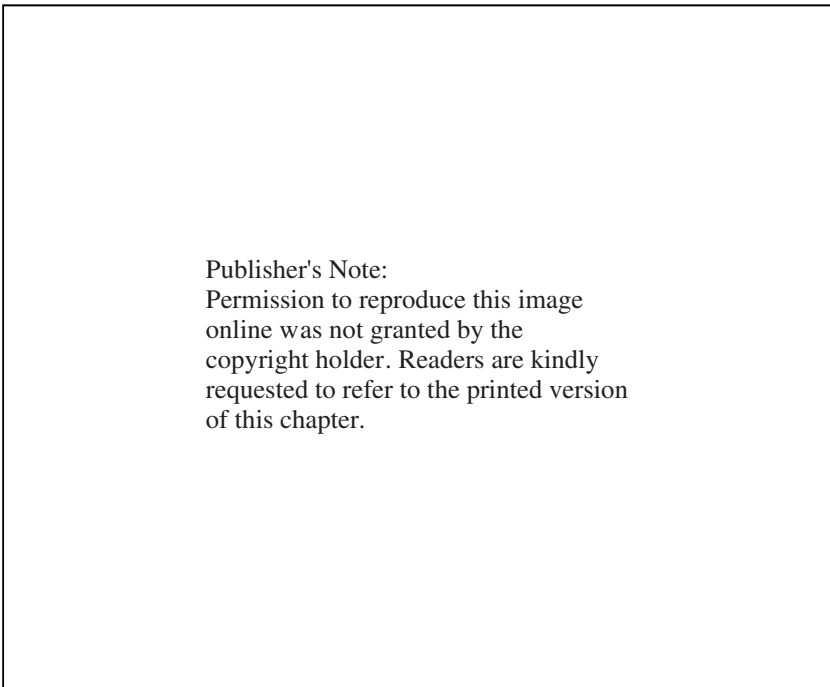 Publisher's Note:
Permission to reproduce this image
online was not granted by the
copyright holder. Readers are kindly
requested to refer to the printed version
of this chapter.